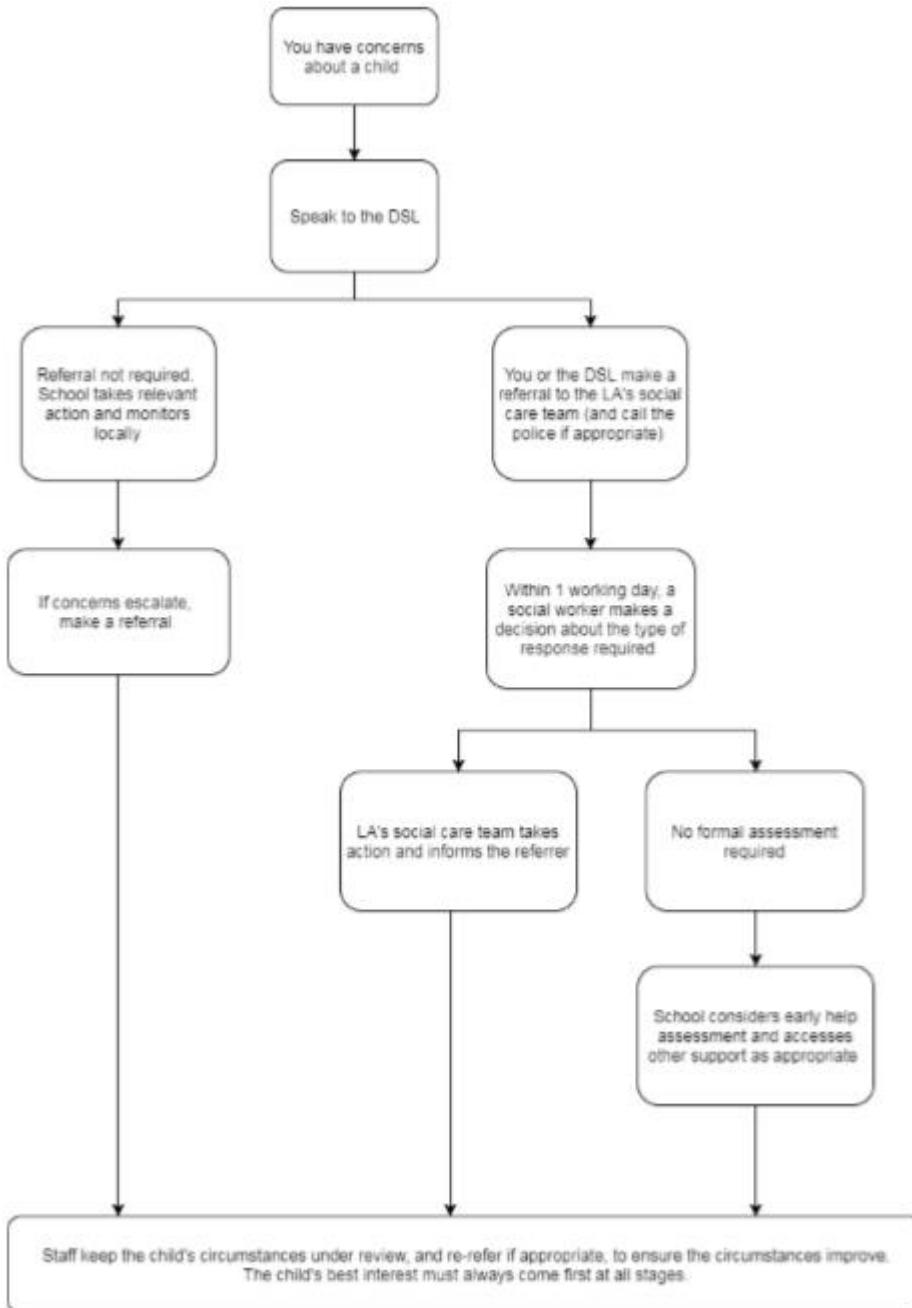 You have concerns
about a child
Speak to the DSL
Referral not required.
School takes relevant
action and monitors
locally
You or the DSL make a
referral to the LA's social
care team (and call the
police if appropriate)
If concerns escalate,
make a referral
Within 1 working day, a
social worker makes a
decision about the type of
response required
LA's social care team takes
action and informs the referrer
No formal assessment
required
School considers early help
assessment and accesses
other support as appropriate
Staff keep the child's circumstances under review, and re-refer if appropriate, to ensure the circumstances improve.
The child's best interest must always come first at all stages.